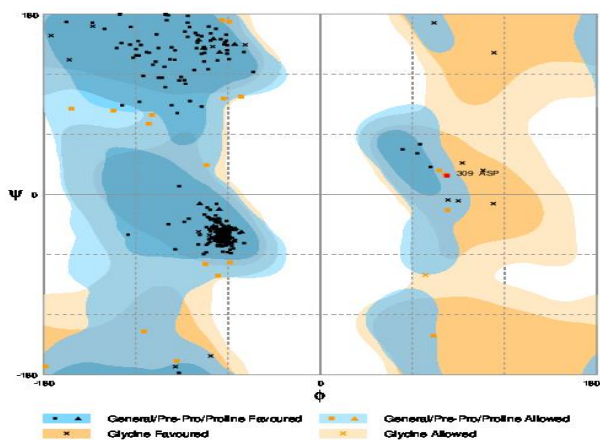 180
Ψ
309 ASP
0
-180
-180 0 180
Φ
General/Pre-Pro/Proline Favoured General/Pre-Pro/Proline Allowed
Glycine Favoured Glycine Allowed